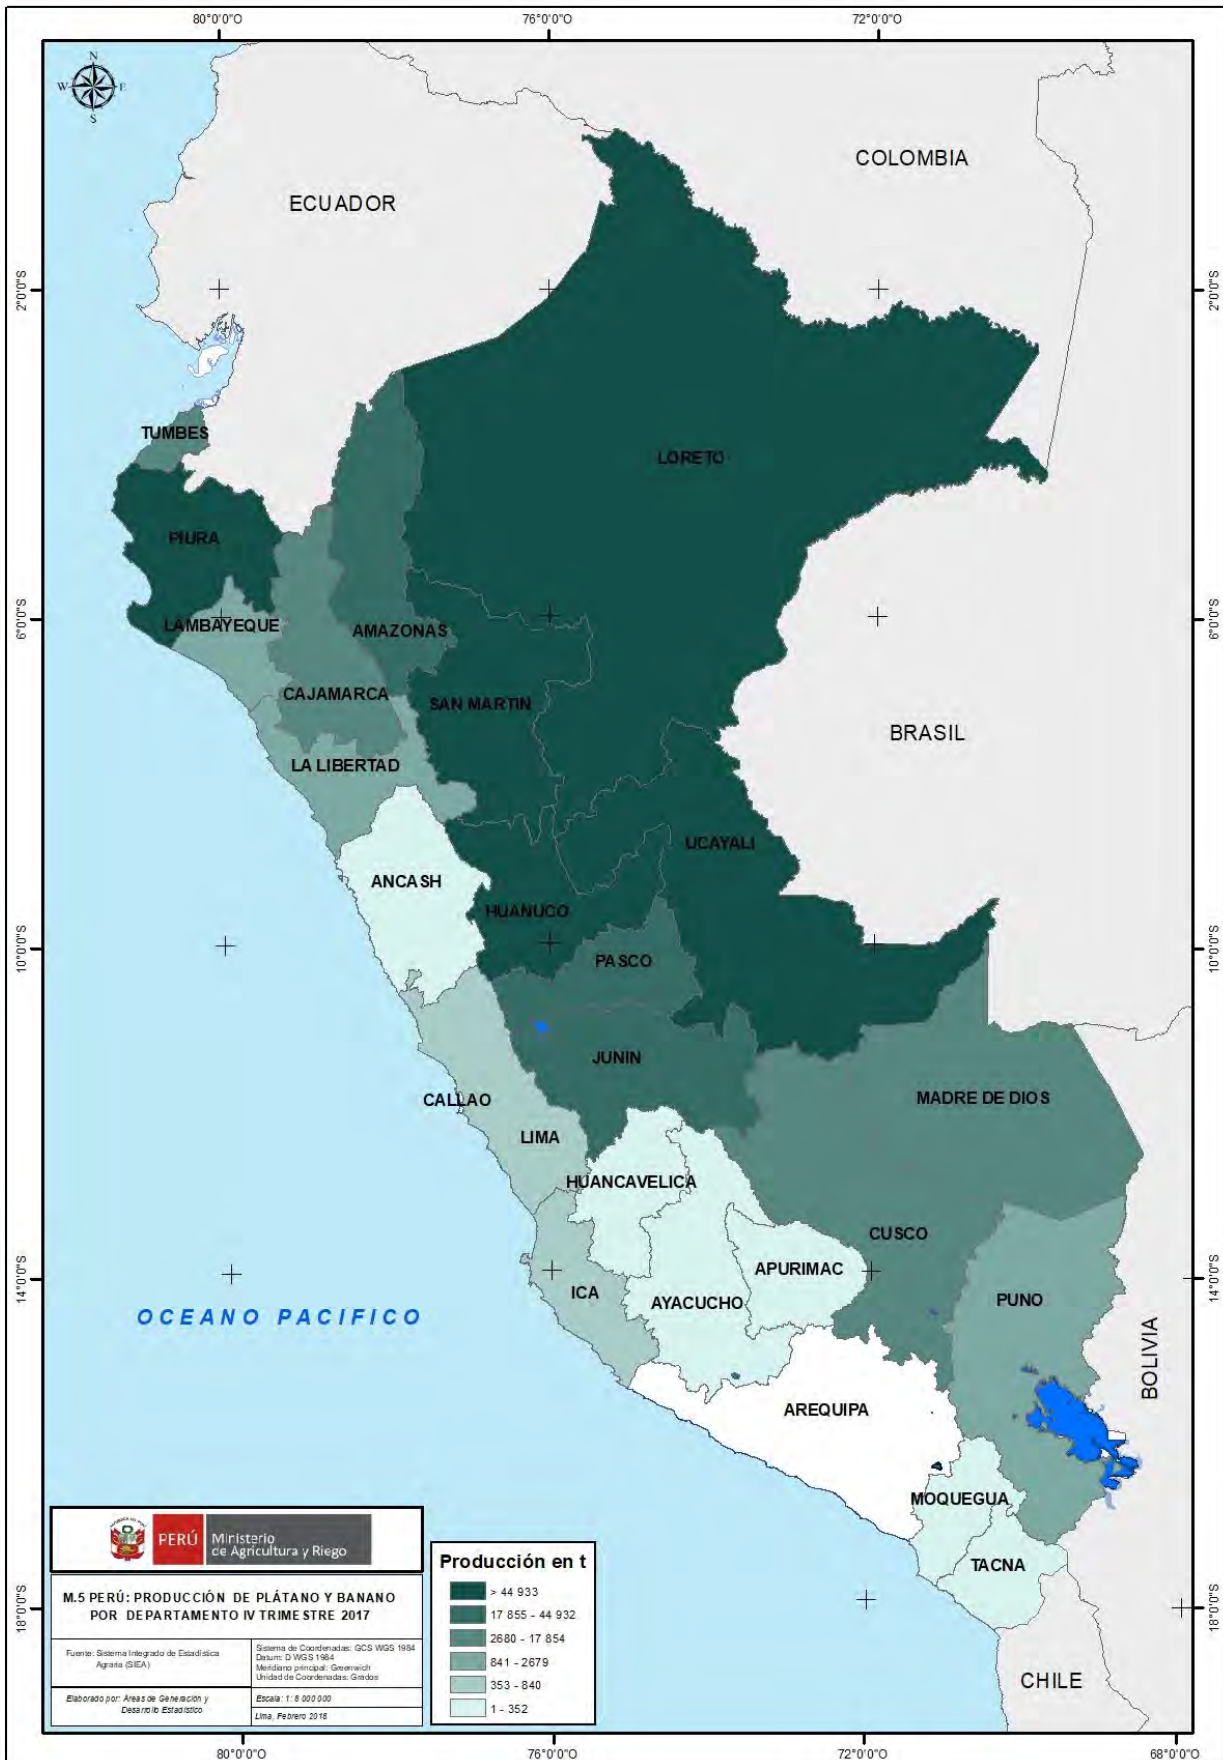 80°0'0"O 76°0'0"O 72°0'0"O
N
W E
S
COLOMBIA
ECUADOR
2°0'0"S 2°0'0"S
TUMBES
LORETO
PIURA
LAMBAYEQUE
AMAZONAS
6°0'0"S 6°0'0"S
CAJAMARCA
SAN MARTIN
BRASIL
LA LIBERTAD
UCAYALI
ANCASH
HUANUCO
10°0'0"S 10°0'0"S
PASCO
JUNIN
CALLAO
MADRE DE DIOS
LIMA
HUANCAVELICA
CUSCO
APURIMAC
14°0'0"S 14°0'0"S
ICA
AYACUCHO
PUNO
OCEANO PACIFICO
BOLIVIA
AREQUIPA
MOQUEGUA
TACNA
CHILE
18°0'0"S 18°0'0"S
PERÚ Ministerio
de Agricultura y Riego
M.5 PERÚ: PRODUCCIÓN DE PLÁTANO Y BANANO
POR DEPARTAMENTO IV TRIMESTRE 2017
Fuente: Sistema Integrado de Estadística
Agraria (SIEA)
Sistema de Coordenadas: GCS WGS 1984
Datum: D WGS 1984
Meridiano principal: Greenwich
Unidad de Coordenadas: Grados
Elaborado por: Áreas de Generación y
Desarrollo Estadístico
Escala: 1: 8 000 000
Lima, Febrero 2018
Producción en t
> 44 933
17 855 - 44 932
2680 - 17 854
841 - 2679
353 - 840
1 - 352
80°0'0"O 76°0'0"O 72°0'0"O 68°0'0"O